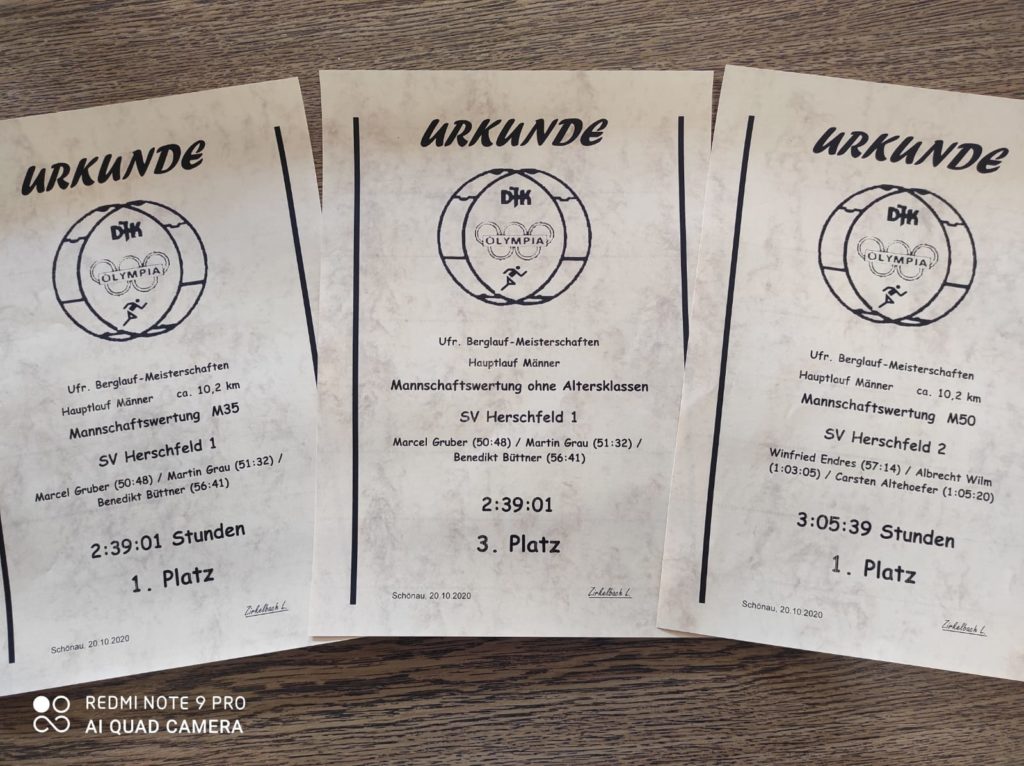 URKUNDE
DJK
OLYMPIA
Ufr. Berglauf-Meisterschaften
Hauptlauf Männer ca. 10,2 km
Mannschaftswertung M35
SV Herschfeld 1
Marcel Gruber (50:48) / Martin Grau (51:32) /
Benedikt Büttner (56:41)
2:39:01 Stunden
1. Platz
Schönau, 20.10.2020
Zirkelbach L.
URKUNDE
DJK
OLYMPIA
Ufr. Berglauf-Meisterschaften
Hauptlauf Männer
Mannschaftswertung ohne Altersklassen
SV Herschfeld 1
Marcel Gruber (50:48) / Martin Grau (51:32) /
Benedikt Büttner (56:41)
2:39:01
3. Platz
Schönau, 20.10.2020
Zirkelbach L.
URKUNDE
DJK
OLYMPIA
Ufr. Berglauf-Meisterschaften
Hauptlauf Männer ca. 10,2 km
Mannschaftswertung M50
SV Herschfeld 2
Winfried Endres (57:14) / Albrecht Wilm
(1:03:05) / Carsten Altehoefer (1:05:20)
3:05:39 Stunden
1. Platz
Schönau, 20.10.2020
Zirkelbach L.
REDMI NOTE 9 PRO
AI QUAD CAMERA